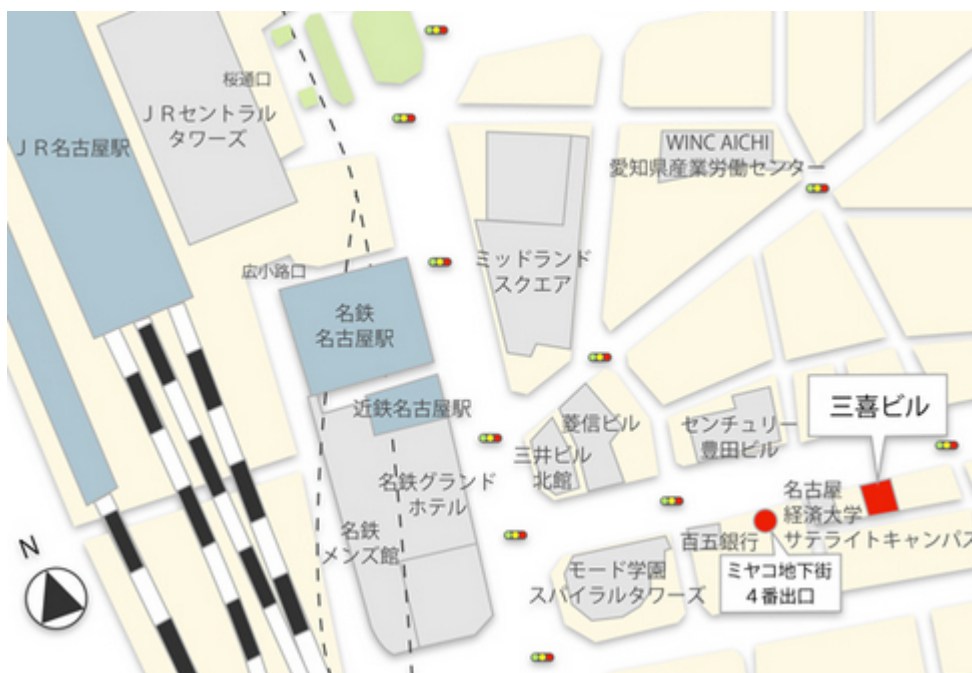 桜通口
JRセントラル
タワーズ
JR名古屋駅
WINC AICHI
愛知県産業労働センター
ミッドランド
スクエア
広小路口
名鉄
名古屋駅
近鉄名古屋駅
三喜ビル
菱信ビル
センチュリー
豊田ビル
三井ビル
北館
名鉄グランド
ホテル
名古屋
経済大学
サテライトキャンパス
名鉄
メンズ館
百五銀行
モード学園
スパイラルタワーズ
ミヤコ地下街
4番出口
N